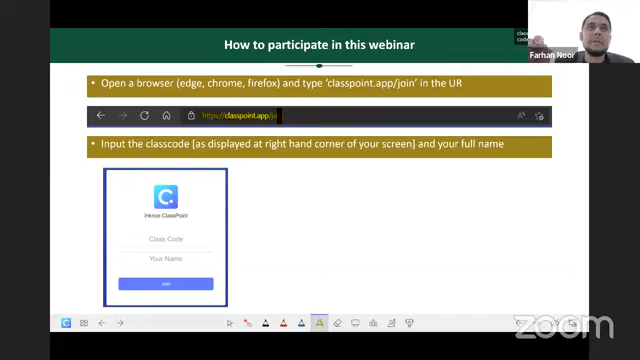 How to participate in this webinar
Farhan Noor
• Open a browser (edge, chrome, firefox) and type ‘classpoint.app/join’ in the UR
https://classpoint.app/jo
• Input the classcode [as displayed at right hand corner of your screen] and your full name
Inknoe ClassPoint
Class Code
Your Name
Join
zoom